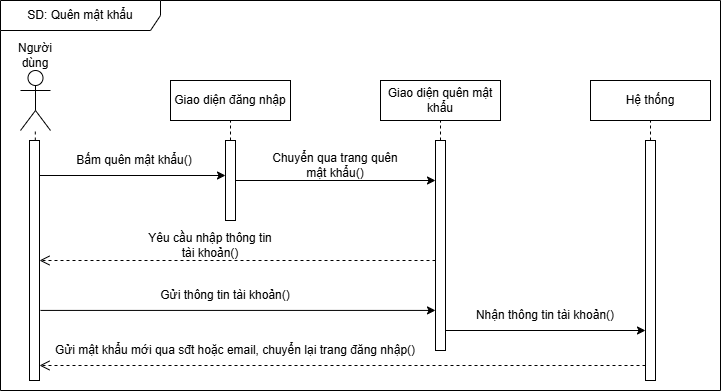 SD: Quên mật khẩu
Người
dùng
Giao diện đăng nhập
Giao diện quên mật
khẩu
Hệ thống
Bấm quên mật khẩu()
Chuyển qua trang quên
mật khẩu()
Yêu cầu nhập thông tin
tài khoản()
Gửi thông tin tài khoản()
Nhận thông tin tài khoản()
Gửi mật khẩu mới qua sđt hoặc email, chuyển lại trang đăng nhập()